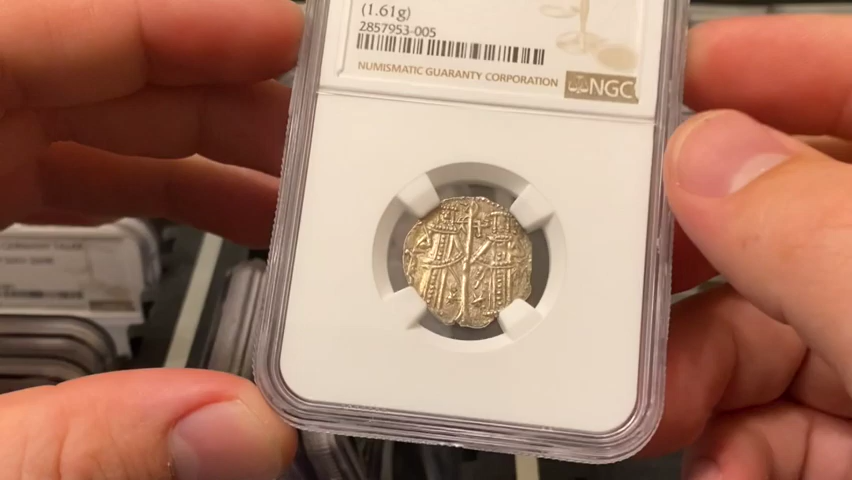 (1.61g)
2857953-005
NUMISMATIC GUARANTY CORPORATION
NGC